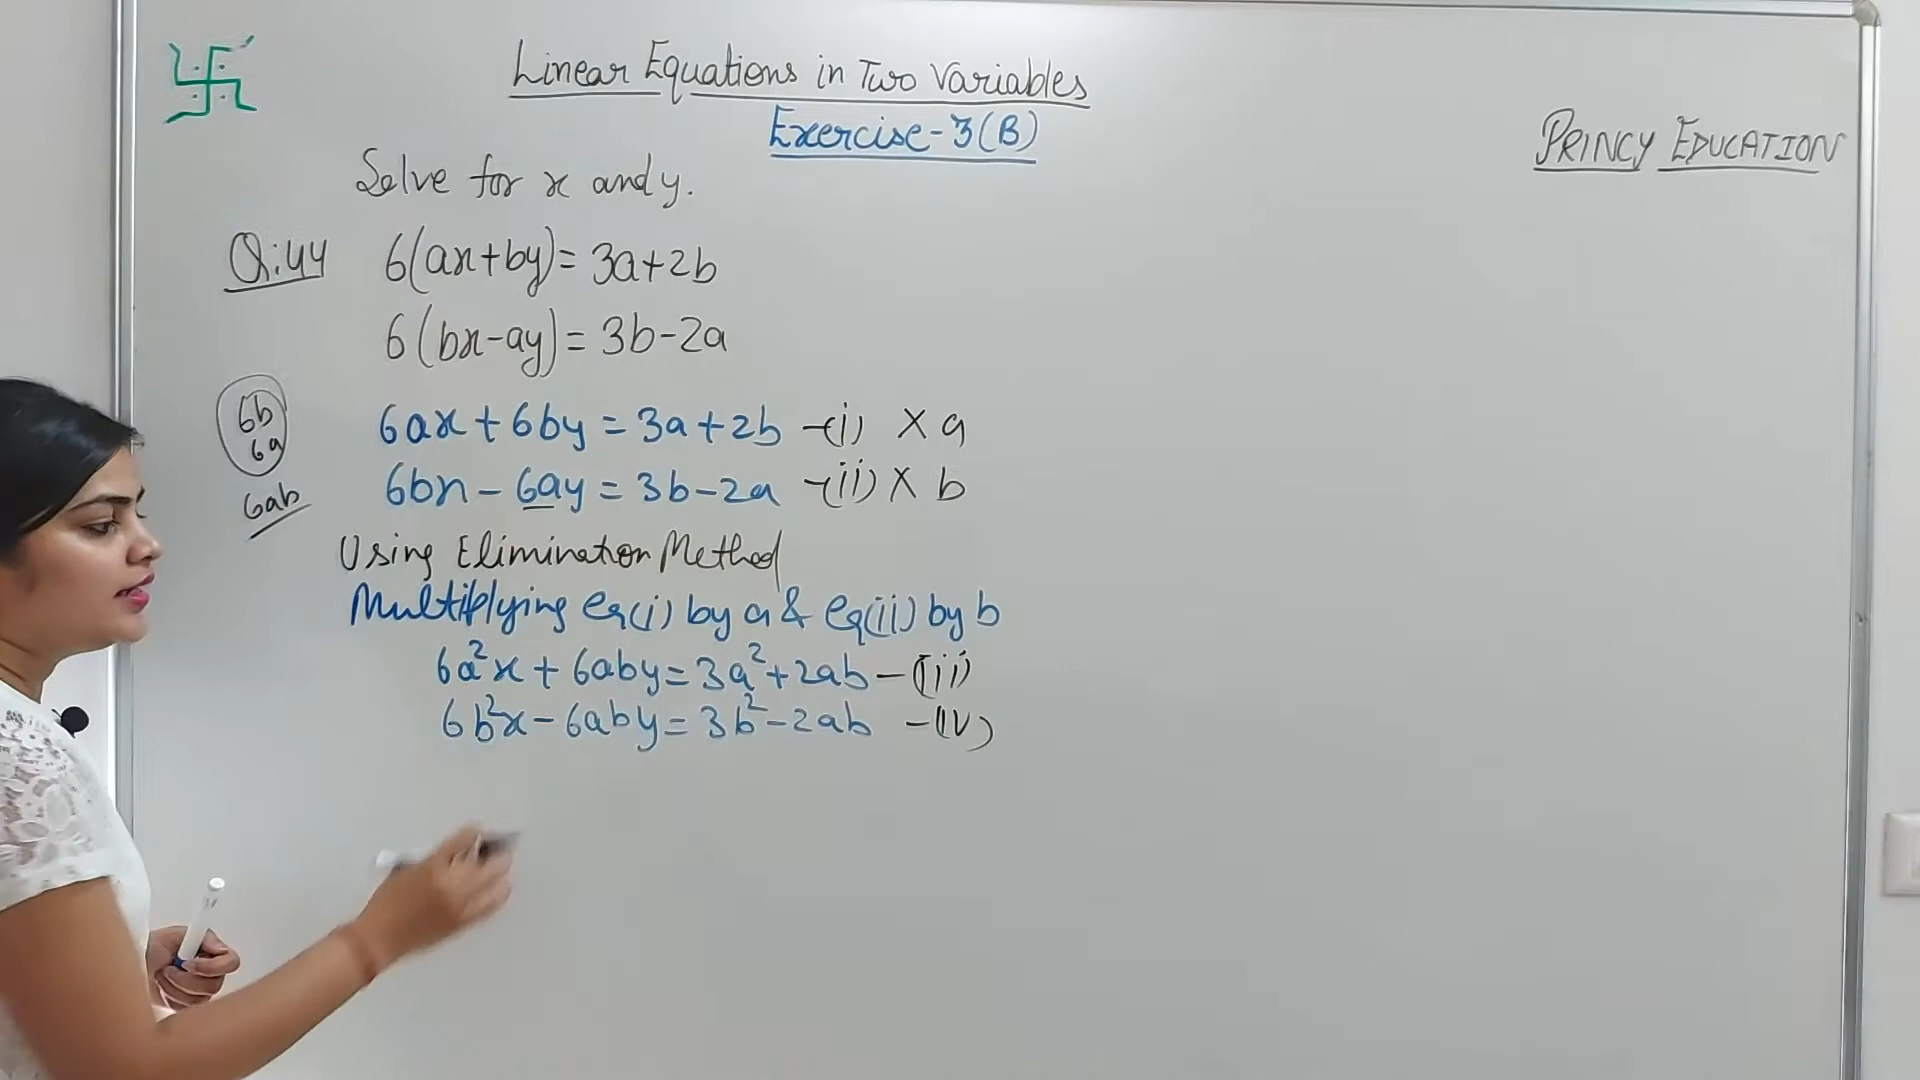 Linear Equations in Two Variables
Exercise-3(B)
PRINCY EDUCATION
Solve for x and y.
Q:44 6(ax+by)=3a+2b
6(bx-ay)=3b-2a
6b
6a
6ab
6ax+6by=3a+2b -(i) × a
6bx-6ay=3b-2a -(ii) × b
Using Elimination Method
Multiplying eq(i) by a & eq(ii) by b
6a²x+6aby=3a²+2ab-(iii)
6b²x-6aby=3b²-2ab -(iv)